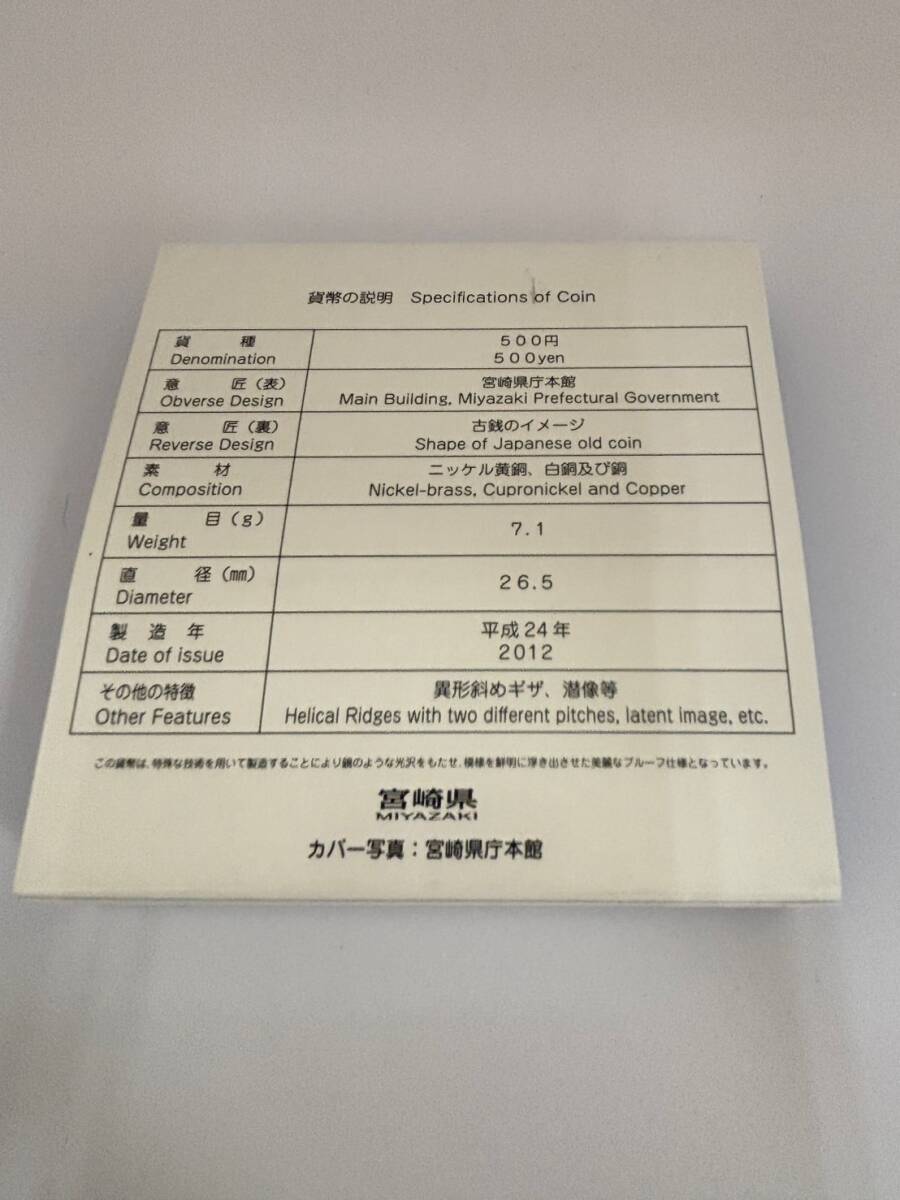 貨幣の説明 Specifications of Coin
貨　種
Denomination
５００円
５００yen
意　匠（表）
Obverse Design
宮崎県庁本館
Main Building, Miyazaki Prefectural Government
意　匠（裏）
Reverse Design
古銭のイメージ
Shape of Japanese old coin
素　材
Composition
ニッケル黄銅、白銅及び銅
Nickel-brass, Cupronickel and Copper
量　目（g）
Weight
７.１
直　径（㎜）
Diameter
２６.５
製　造　年
Date of issue
平成24年
2012
その他の特徴
Other Features
異形斜めギザ、潜像等
Helical Ridges with two different pitches, latent image, etc.
この貨幣は、特殊な技術を用いて製造することにより鏡のような光沢をもたせ、模様を鮮明に浮き出させた美麗なプルーフ仕様となっています。
宮崎県
MIYAZAKI
カバー写真：宮崎県庁本館